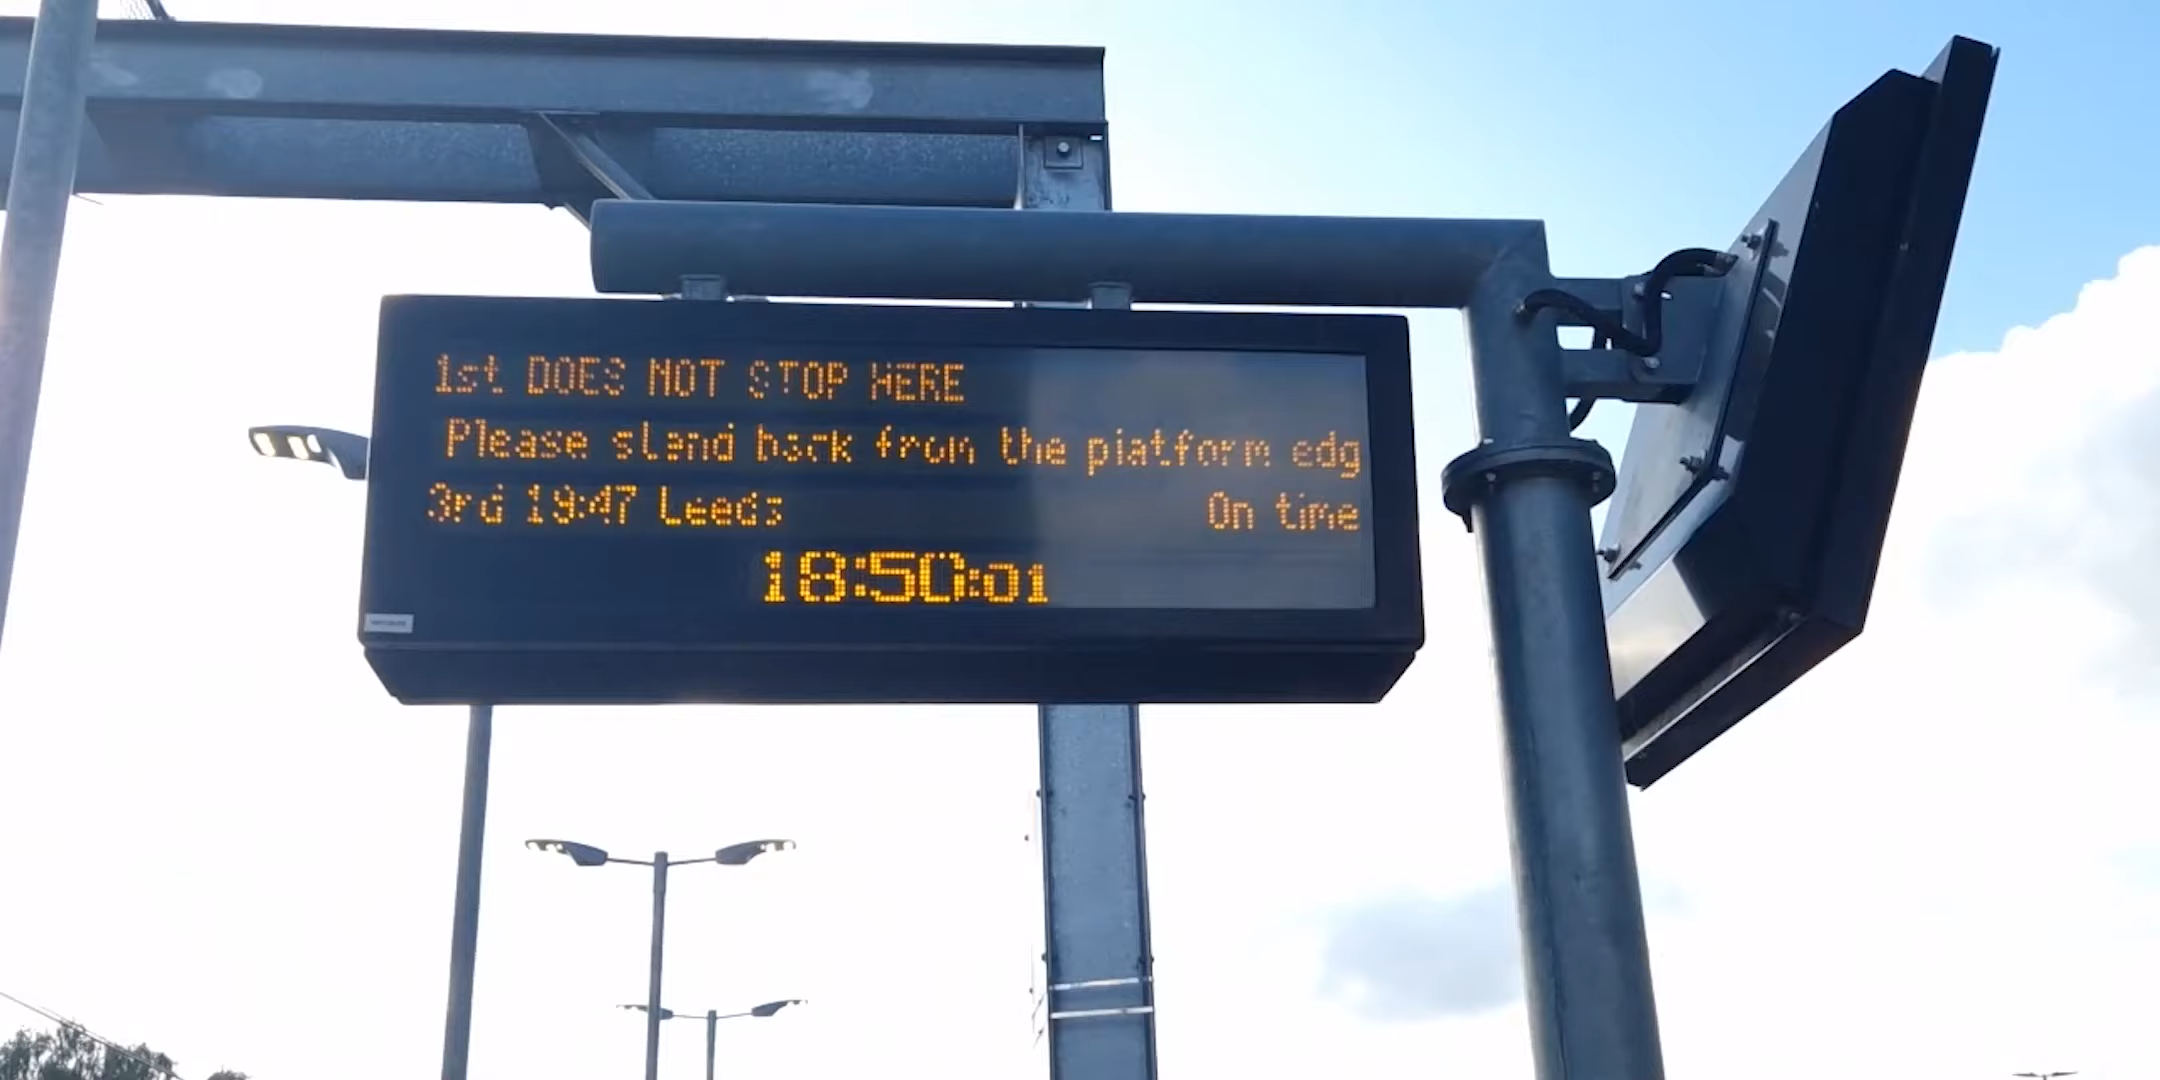 1st DOES NOT STOP HERE
Please stand back from the platform edg
3rd 19:47 Leeds On time
18:50:01